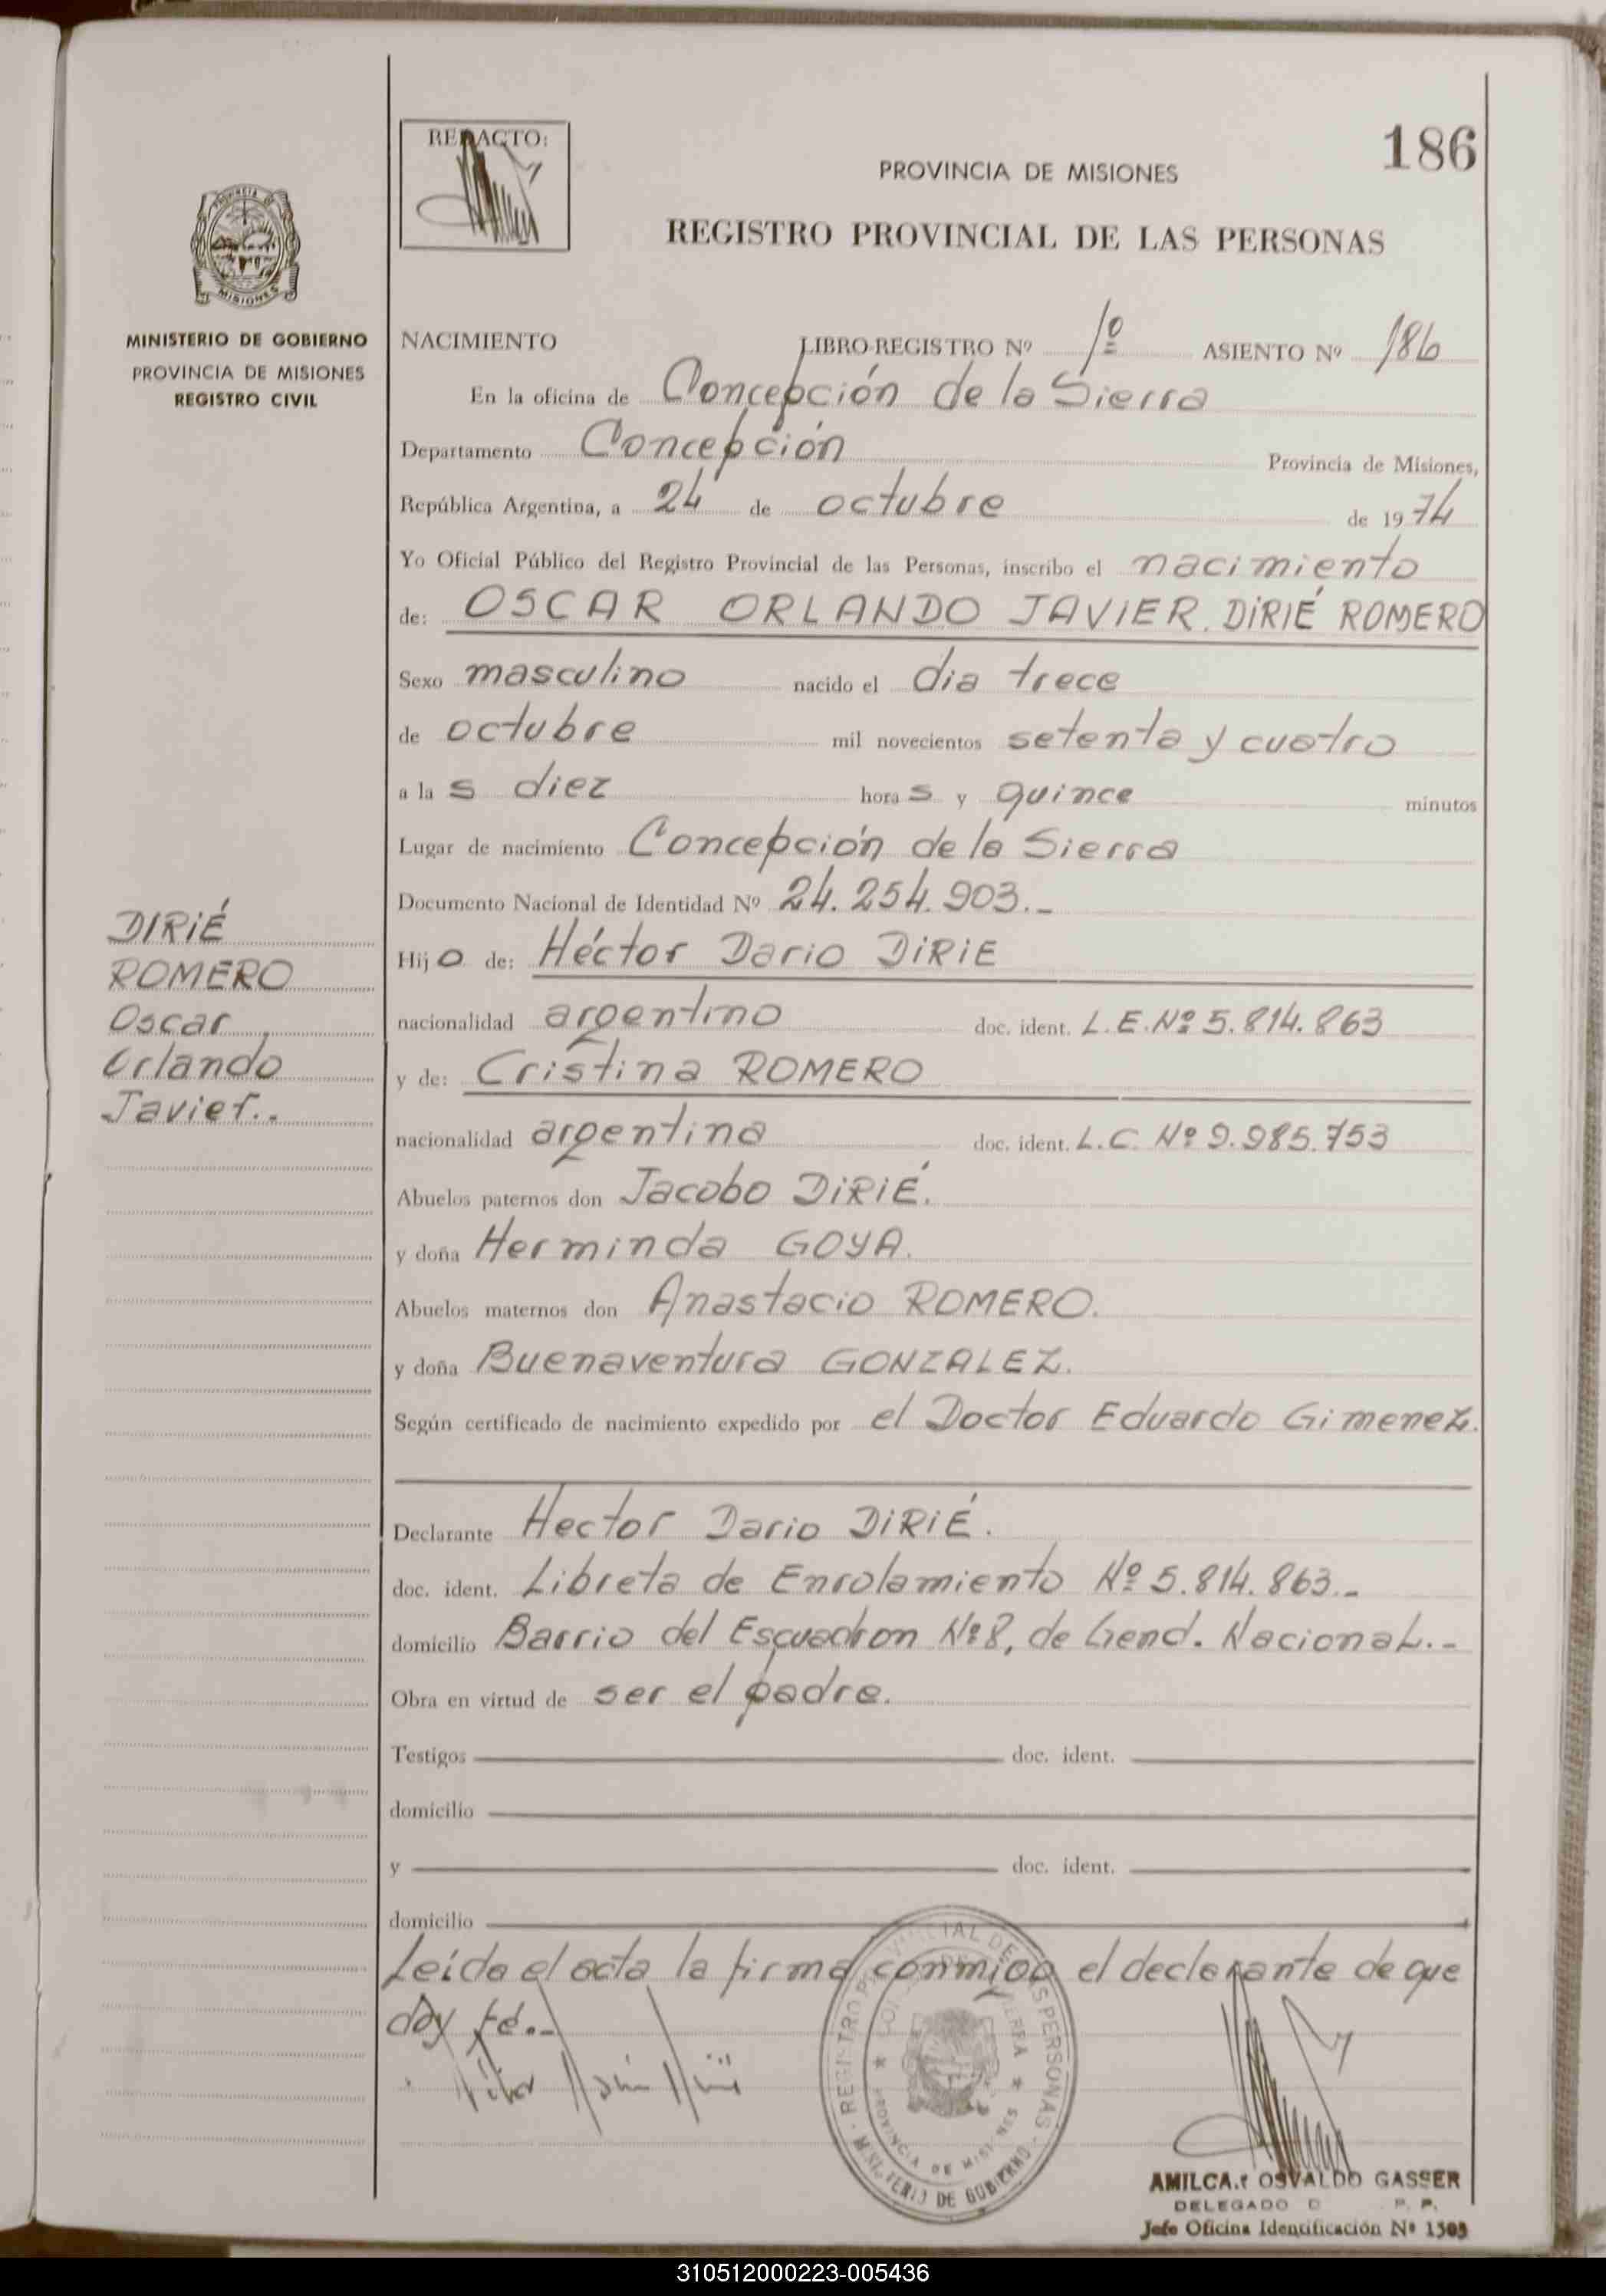 186
REDACTO:
PROVINCIA DE MISIONES
REGISTRO PROVINCIAL DE LAS PERSONAS
PROVINCIA DE
MISIONES
MINISTERIO DE GOBIERNO
PROVINCIA DE MISIONES
REGISTRO CIVIL
NACIMIENTO LIBRO-REGISTRO Nº 1º ASIENTO Nº 186
En la oficina de Concepción de la Sierra
Departamento Concepción Provincia de Misiones,
República Argentina, a 24 de octubre de 1974
Yo Oficial Público del Registro Provincial de las Personas, inscribo el nacimiento
de: OSCAR ORLANDO JAVIER. DIRIÉ ROMERO
Sexo masculino nacido el dia trece
de octubre mil novecientos setenta y cuatro
a las diez horas y quince minutos
Lugar de nacimiento Concepción de la Sierra
Documento Nacional de Identidad Nº 24.254.903.-
Hijo de: Héctor Dario DIRIE
nacionalidad argentino doc. ident. L.E.Nº 5.814.863
y de: Cristina ROMERO
nacionalidad argentina doc. ident. L.C. Nº 9.985.753
Abuelos paternos don Jacobo DIRIÉ.
y doña Herminda GOYA.
Abuelos maternos don Anastacio ROMERO.
y doña Buenaventura GONZALEZ.
Según certificado de nacimiento expedido por el Doctor Eduardo Gimenez.
Declarante Hector Dario DIRIÉ.
doc. ident. Libreta de Enrolamiento Nº 5.814.863.-
domicilio Barrio del Escuadron Nº8, de Gend. Nacional.-
Obra en virtud de ser el padre.
Testigos doc. ident.
domicilio
y doc. ident.
domicilio
Leída el acta la firma conmigo el declarante de que
doy fé.-
DIRIÉ
ROMERO
Oscar
Orlando
Javier..
REGISTRO PROVINCIAL DE LAS PERSONAS
MINISTERIO DE GOBIERNO
PROVINCIA DE MISIONES
AMILCAR OSVALDO GASSER
DELEGADO
Jefe Oficina Identificación Nº 1503
310512000223-005436